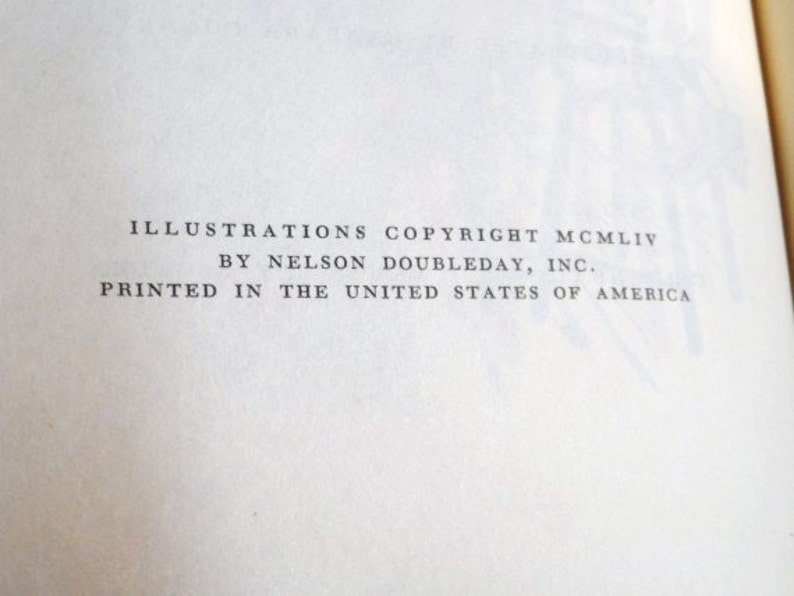 ILLUSTRATIONS COPYRIGHT MCMLIV
BY NELSON DOUBLEDAY, INC.
PRINTED IN THE UNITED STATES OF AMERICA